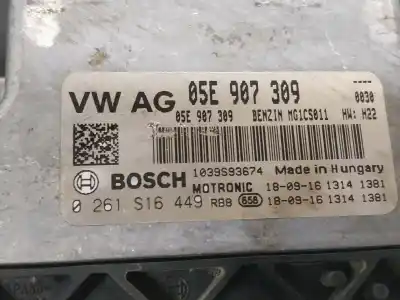 VW AG 05E 907 309 0030
05E 907 309 BENZIN MG1CS011 HW: H22
1039S93674 Made in Hungary
BOSCH MOTRONIC 18-09-16 1314 1381
0 261 S16 449 RBB 658 18-09-16 1314 1381